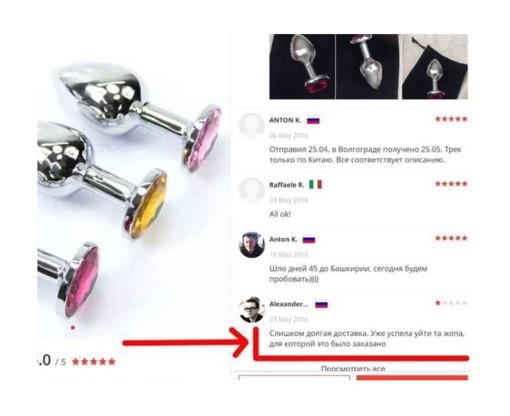 ANTON K.
26 May 2016
Отправил 25.04. в Волгограде получено 25.05. Трек
только по Китаю. Все соответствует описанию.
Raffaele R.
23 May 2016
All ok!
Anton K.
18 May 2016
Шло дней 45 до Башкирии, сегодня будем
пробовать))))
Alexander...
03 May 2016
Слишком долгая доставка. Уже успела уйти та жопа,
для которой это было заказано
.0 / 5
Просмотреть все